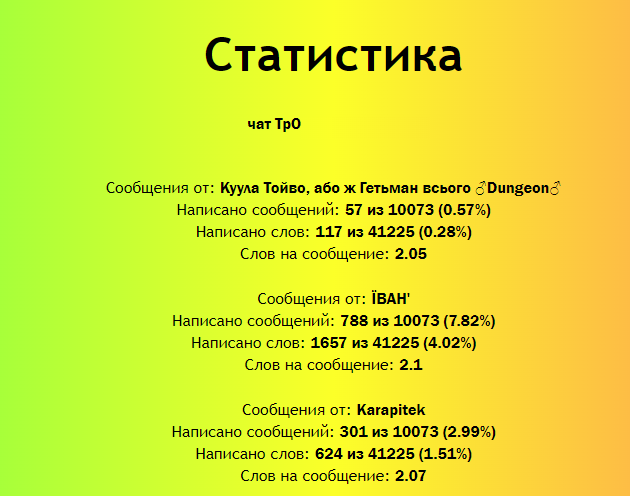 Статистика
чат ТрО
Сообщения от: Куула Тойво, або ж Гетьман всього ♂Dungeon♂
Написано сообщений: 57 из 10073 (0.57%)
Написано слов: 117 из 41225 (0.28%)
Слов на сообщение: 2.05
Сообщения от: ЇВАН'
Написано сообщений: 788 из 10073 (7.82%)
Написано слов: 1657 из 41225 (4.02%)
Слов на сообщение: 2.1
Сообщения от: Karapitek
Написано сообщений: 301 из 10073 (2.99%)
Написано слов: 624 из 41225 (1.51%)
Слов на сообщение: 2.07